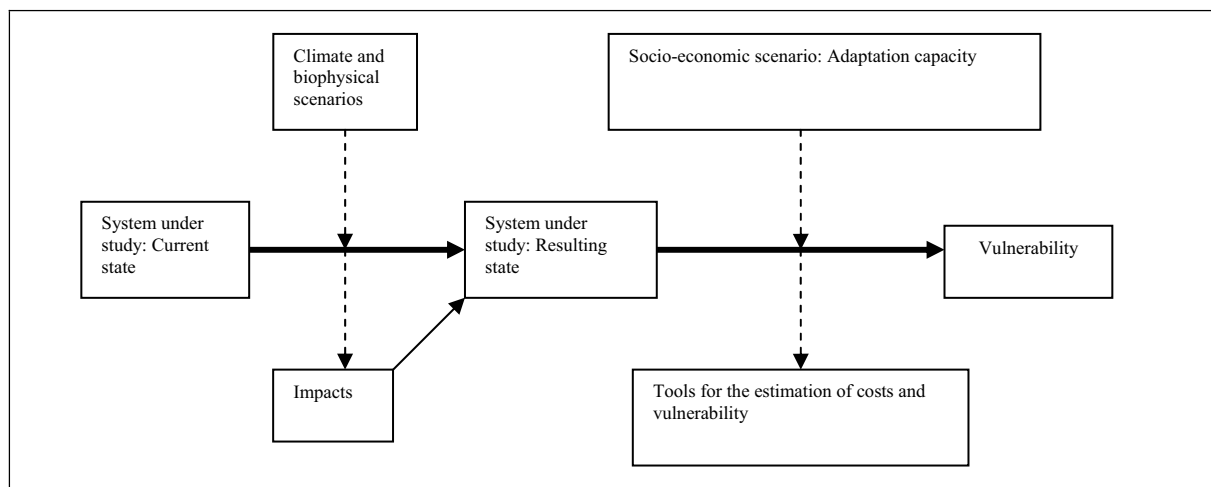 Climate and
biophysical
scenarios
Socio-economic scenario: Adaptation capacity
System under
study: Current
state
System under
study: Resulting
state
Vulnerability
Impacts
Tools for the estimation of costs and
vulnerability